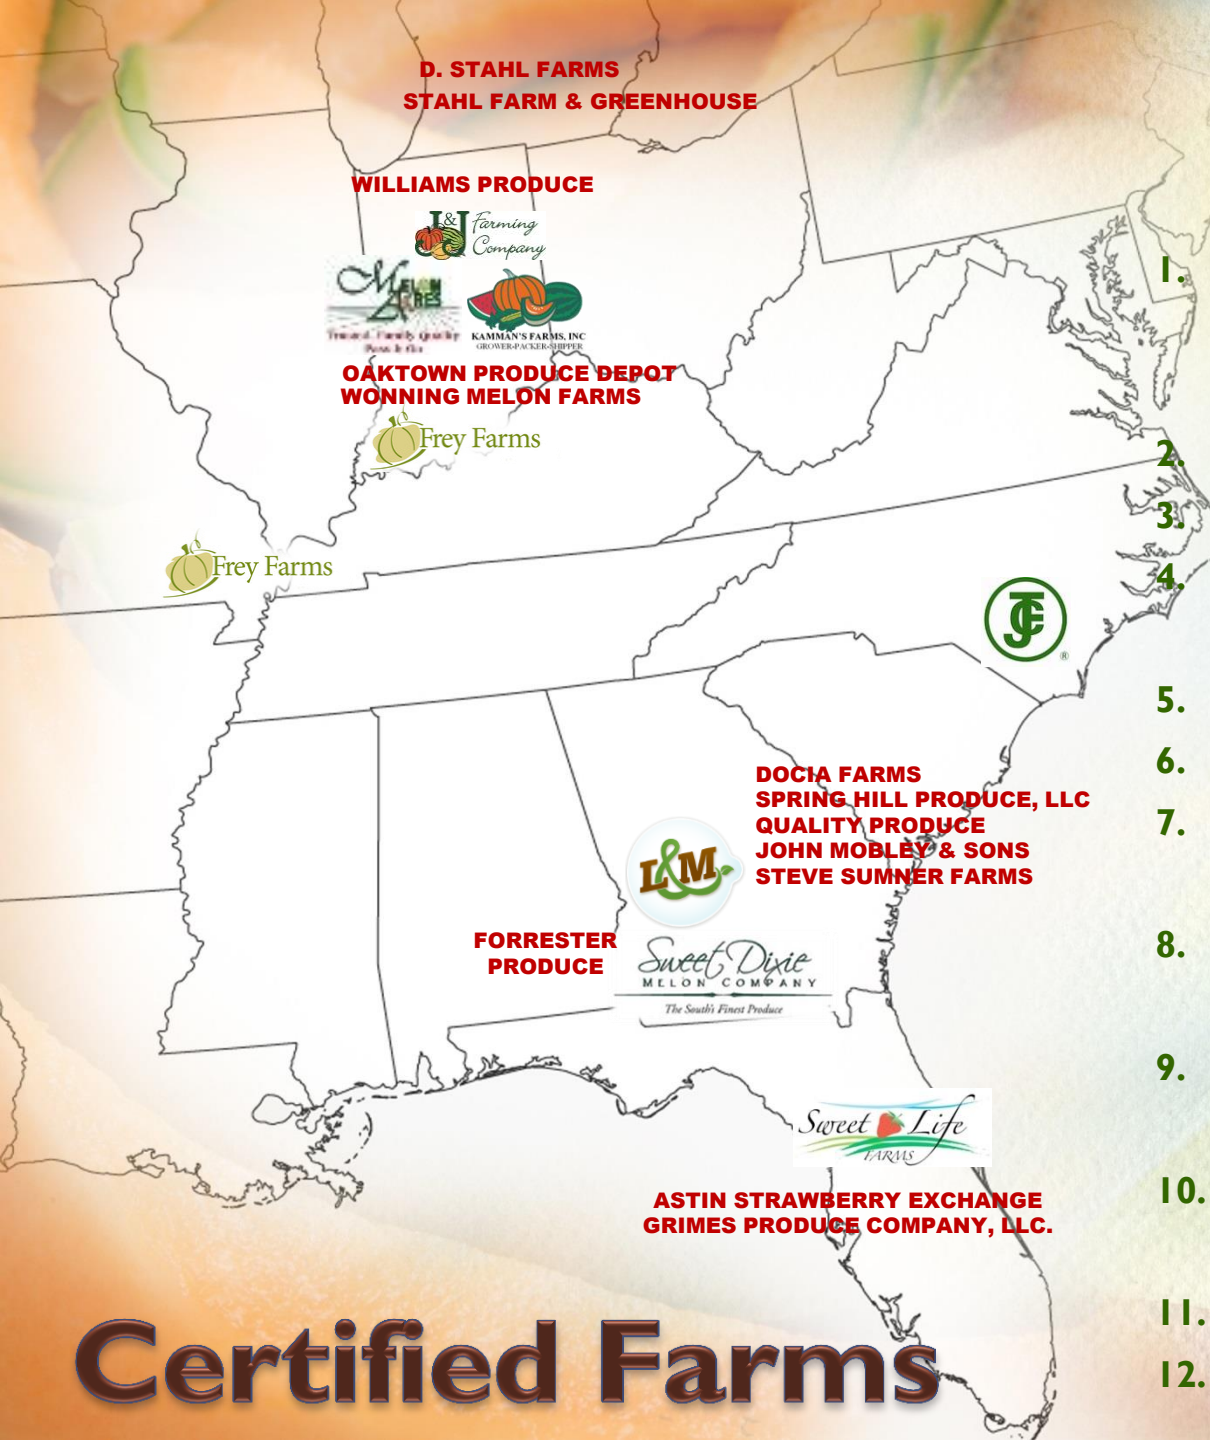 D. STAHL FARMS
STAHL FARM & GREENHOUSE
WILLIAMS PRODUCE
J&J Farming
Company
MELON
ACRES
KAMMAN'S FARMS, INC
GROWER-PACKER-SHIPPER
OAKTOWN PRODUCE DEPOT
WONNING MELON FARMS
Frey Farms
Frey Farms
®
DOCIA FARMS
SPRING HILL PRODUCE, LLC
QUALITY PRODUCE
JOHN MOBLEY & SONS
STEVE SUMNER FARMS
L&M
FORRESTER
PRODUCE
Sweet Dixie
MELON COMPANY
The South's Finest Produce
Sweet Life
FARMS
ASTIN STRAWBERRY EXCHANGE
GRIMES PRODUCE COMPANY, LLC.
Certified Farms
1.
2.
3.
4.
5.
6.
7.
8.
9.
10.
11.
12.